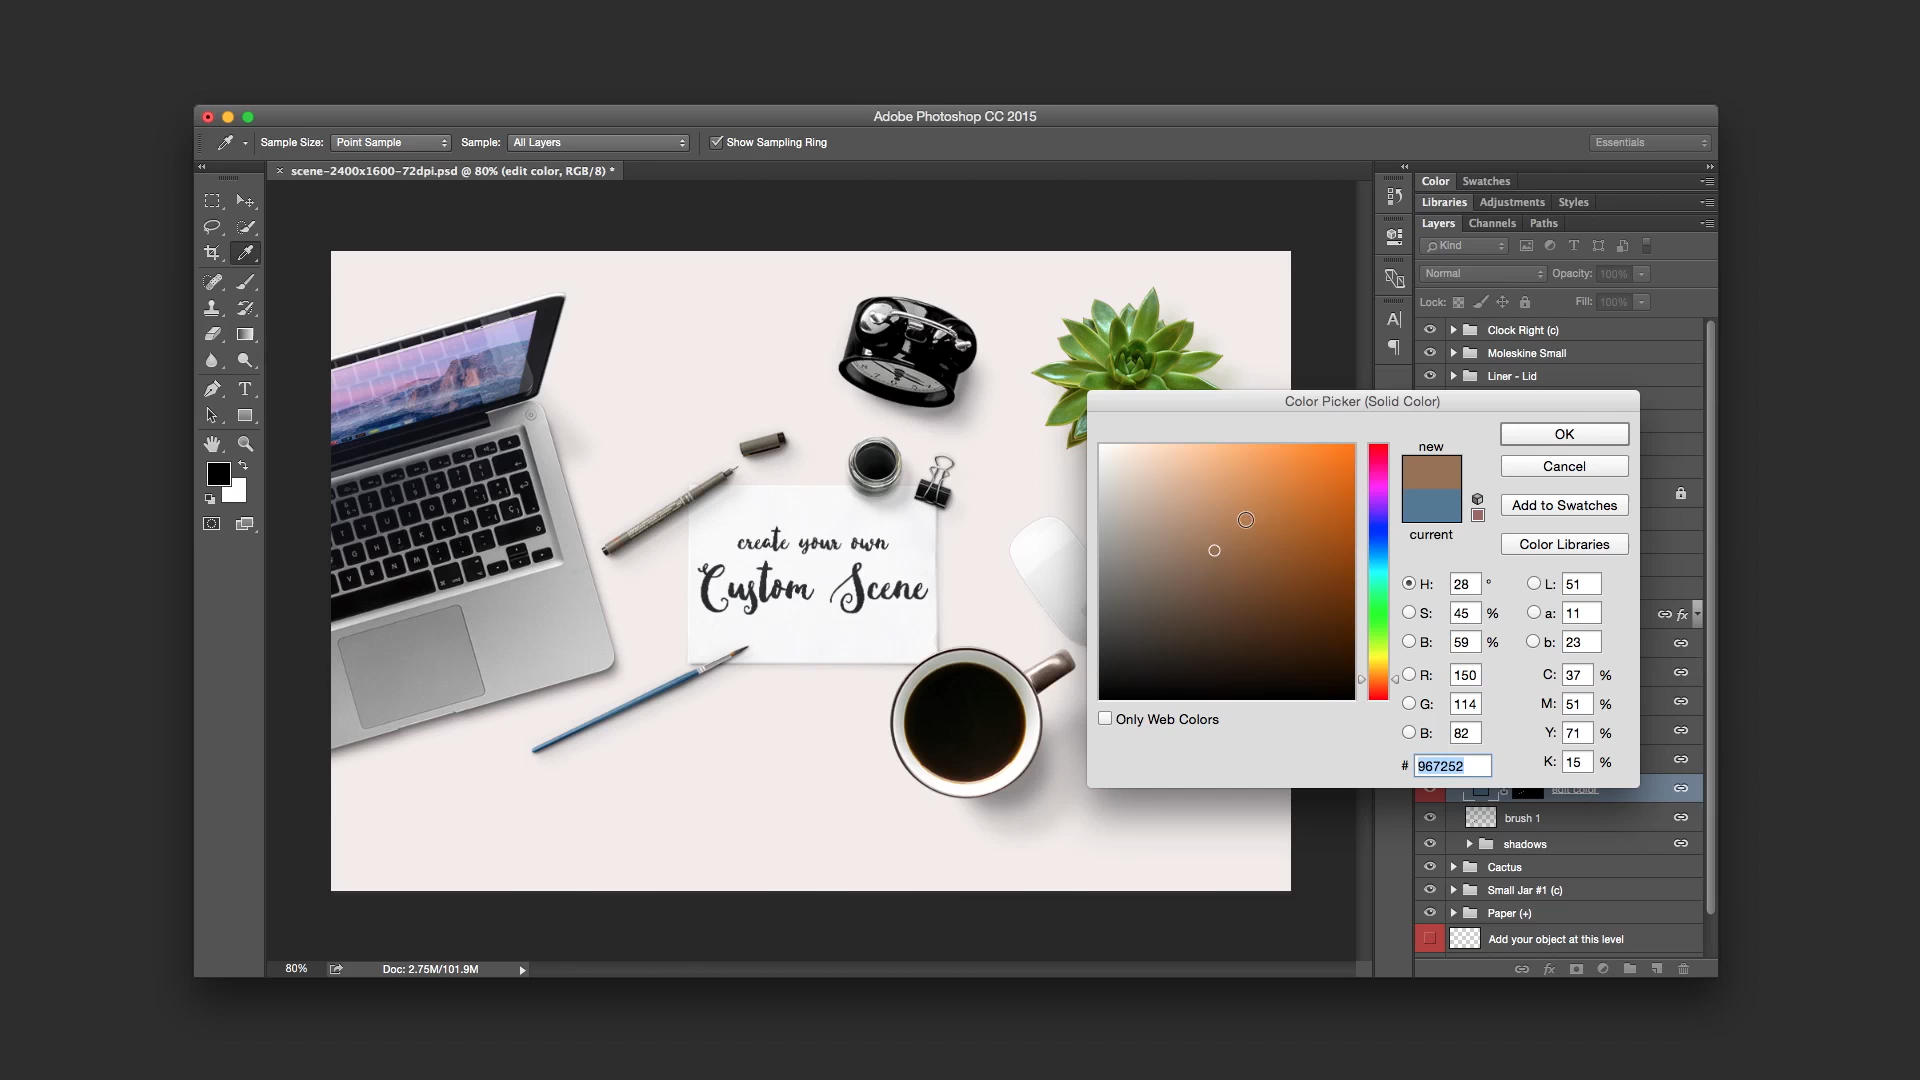 Adobe Photoshop CC 2015
Sample Size: Point Sample Sample: All Layers Show Sampling Ring Essentials
scene-2400x1600-72dpi.psd @ 80% (edit color, RGB/8) *
Color Swatches
Libraries Adjustments Styles
Layers Channels Paths
Kind
Normal Opacity: 100%
Lock: Fill: 100%
Clock Right (c)
Moleskine Small
Liner - Lid
create your own
Custom Scene
Color Picker (Solid Color)
new
current
OK
Cancel
Add to Swatches
Color Libraries
H: 28 ° L: 51
S: 45 % a: 11
B: 59 % b: 23
R: 150 C: 37 %
G: 114 M: 51 %
B: 82 Y: 71 %
# 967252 K: 15 %
Only Web Colors
edit color
brush 1
shadows
Cactus
Small Jar #1 (c)
Paper (+)
Add your object at this level
80% Doc: 2.75M/101.9M